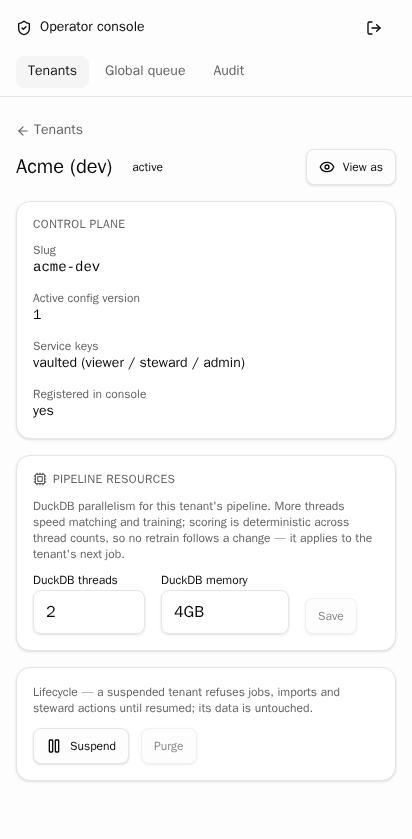 Operator console
Tenants Global queue Audit
Tenants
Acme (dev) active View as
CONTROL PLANE
Slug
acme-dev
Active config version
1
Service keys
vaulted (viewer / steward / admin)
Registered in console
yes
PIPELINE RESOURCES
DuckDB parallelism for this tenant's pipeline. More threads
speed matching and training; scoring is deterministic across
thread counts, so no retrain follows a change — it applies to the
tenant's next job.
DuckDB threads DuckDB memory
2 4GB Save
Lifecycle — a suspended tenant refuses jobs, imports and
steward actions until resumed; its data is untouched.
Suspend Purge